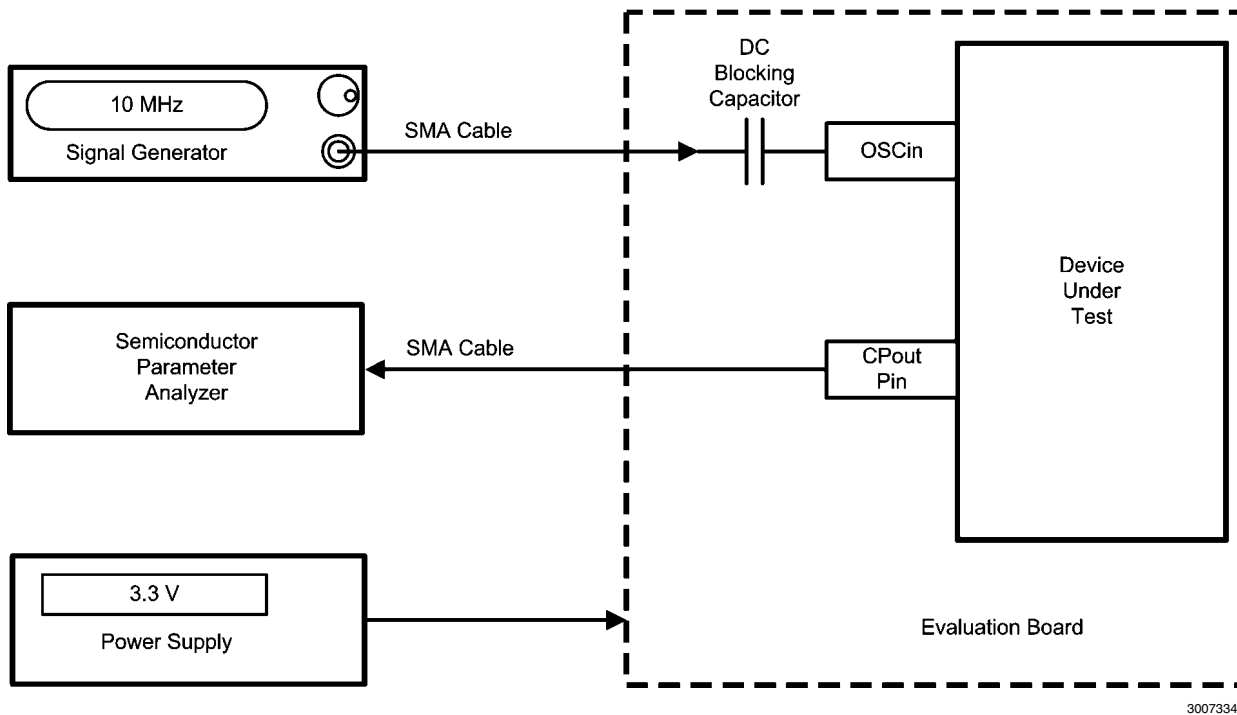 10 MHz
Signal Generator
SMA Cable
DC
Blocking
Capacitor
OSCin
Device
Under
Test
Semiconductor
Parameter
Analyzer
SMA Cable
CPout
Pin
3.3 V
Power Supply
Evaluation Board
3007334